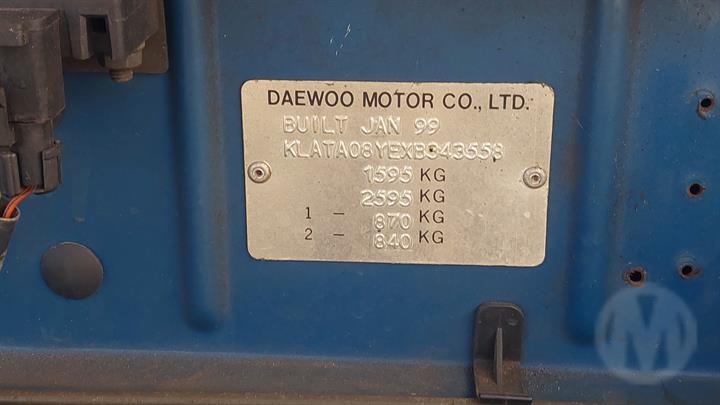 DAEWOO MOTOR CO., LTD.
BUILT JAN 99
KLATA08YEXB343558
1595 KG
2595 KG
1 - 870 KG
2 - 840 KG
M